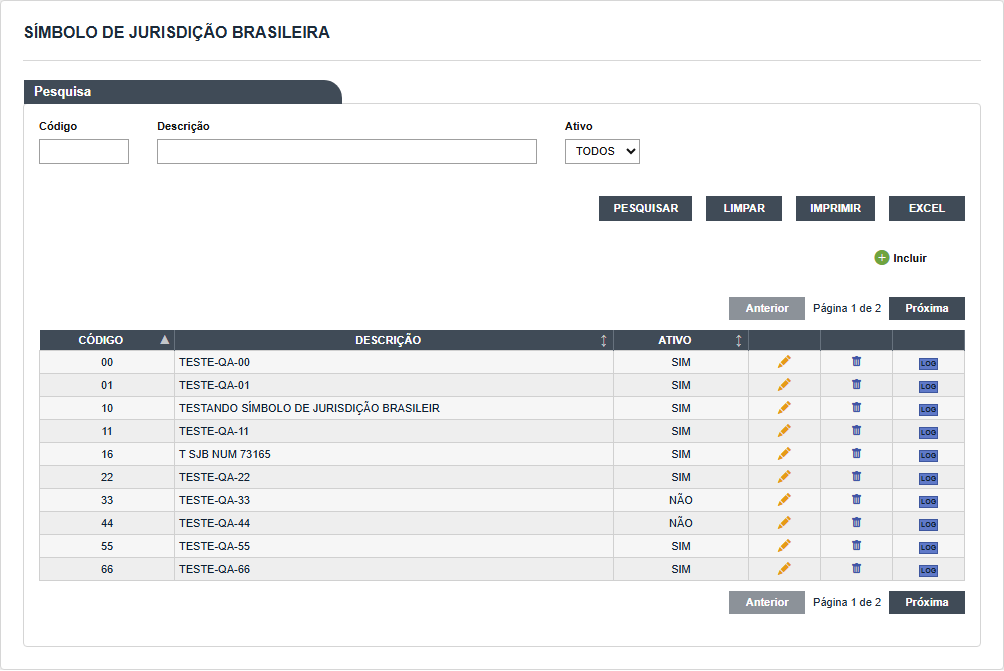 SÍMBOLO DE JURISDIÇÃO BRASILEIRA
Pesquisa
Código Descrição Ativo
TODOS
PESQUISAR LIMPAR IMPRIMIR EXCEL
Incluir
Anterior Página 1 de 2 Próxima
CÓDIGO DESCRIÇÃO ATIVO
00 TESTE-QA-00 SIM LOG
01 TESTE-QA-01 SIM LOG
10 TESTANDO SÍMBOLO DE JURISDIÇÃO BRASILEIR SIM LOG
11 TESTE-QA-11 SIM LOG
16 T SJB NUM 73165 SIM LOG
22 TESTE-QA-22 SIM LOG
33 TESTE-QA-33 NÃO LOG
44 TESTE-QA-44 NÃO LOG
55 TESTE-QA-55 SIM LOG
66 TESTE-QA-66 SIM LOG
Anterior Página 1 de 2 Próxima